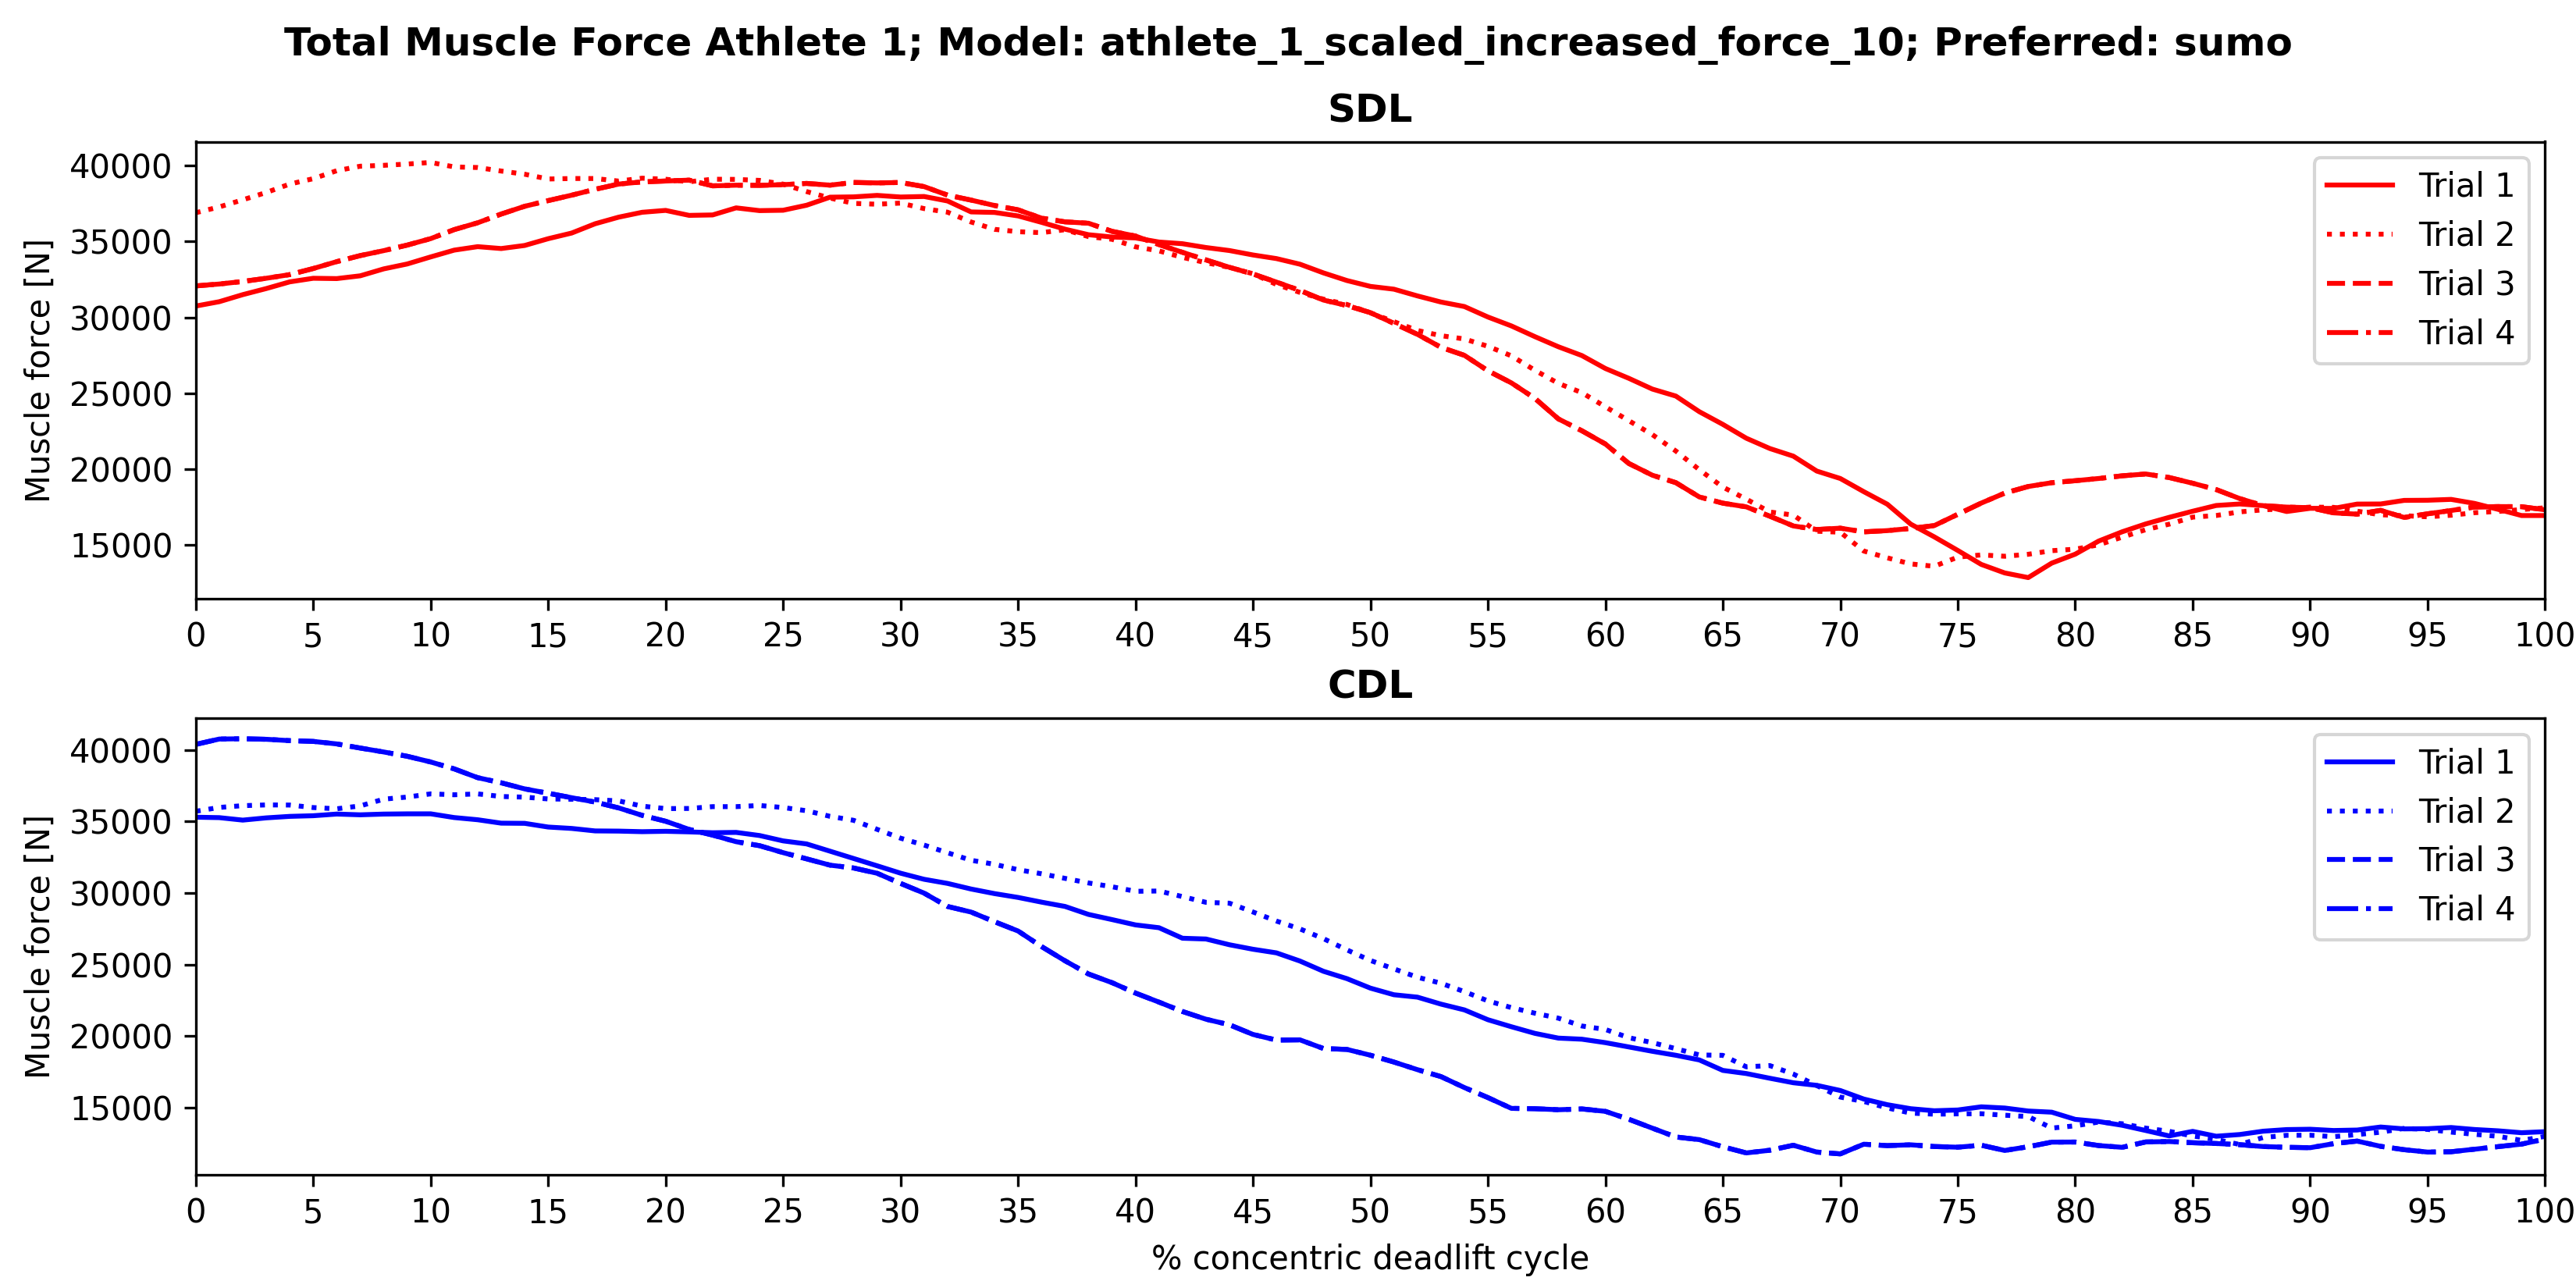 Total Muscle Force Athlete 1; Model: athlete_1_scaled_increased_force_10; Preferred: sumo
SDL
Muscle force [N]
40000
35000
30000
25000
20000
15000
Trial 1
Trial 2
Trial 3
Trial 4
0 5 10 15 20 25 30 35 40 45 50 55 60 65 70 75 80 85 90 95 100
CDL
Muscle force [N]
40000
35000
30000
25000
20000
15000
Trial 1
Trial 2
Trial 3
Trial 4
0 5 10 15 20 25 30 35 40 45 50 55 60 65 70 75 80 85 90 95 100
% concentric deadlift cycle